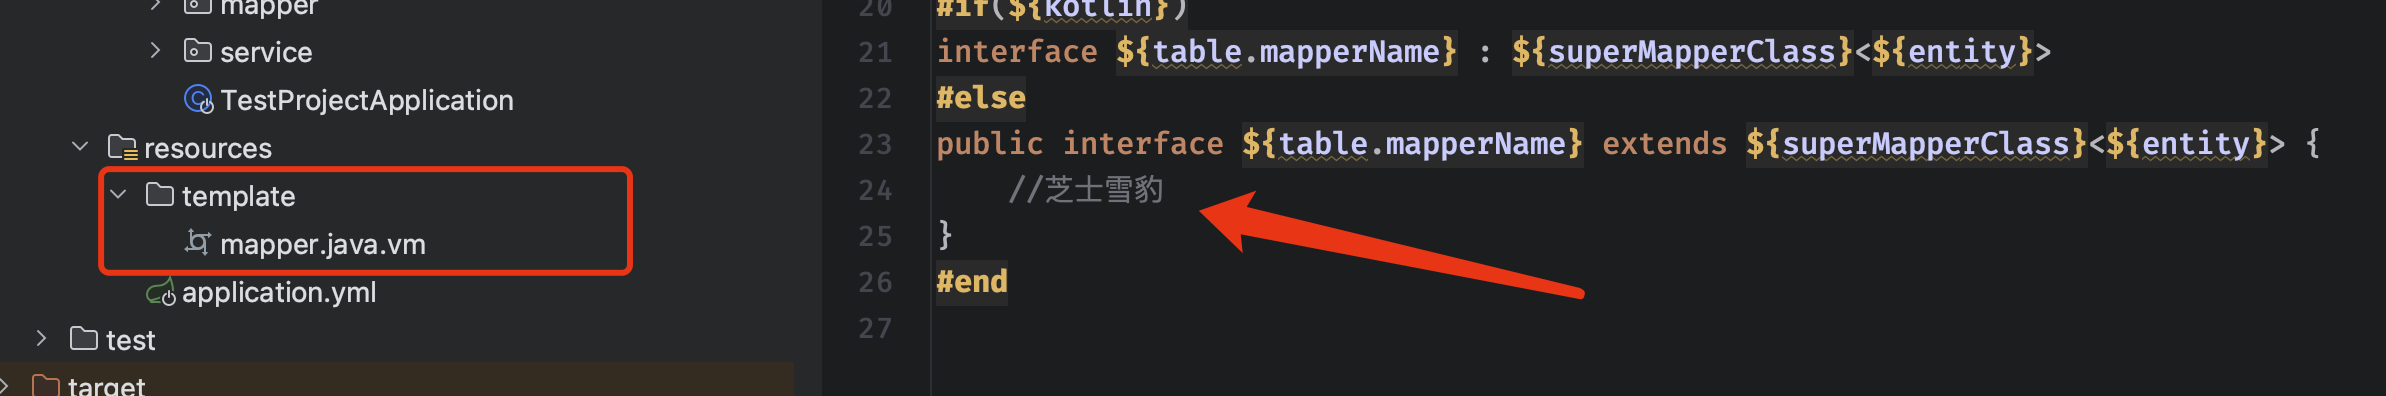 mapper
service
TestProjectApplication
resources
template
mapper.java.vm
application.yml
test
target
20 #if(${kotlin})
21 interface ${table.mapperName} : ${superMapperClass}<${entity}>
22 #else
23 public interface ${table.mapperName} extends ${superMapperClass}<${entity}> {
24 //芝士雪豹
25 }
26 #end
27